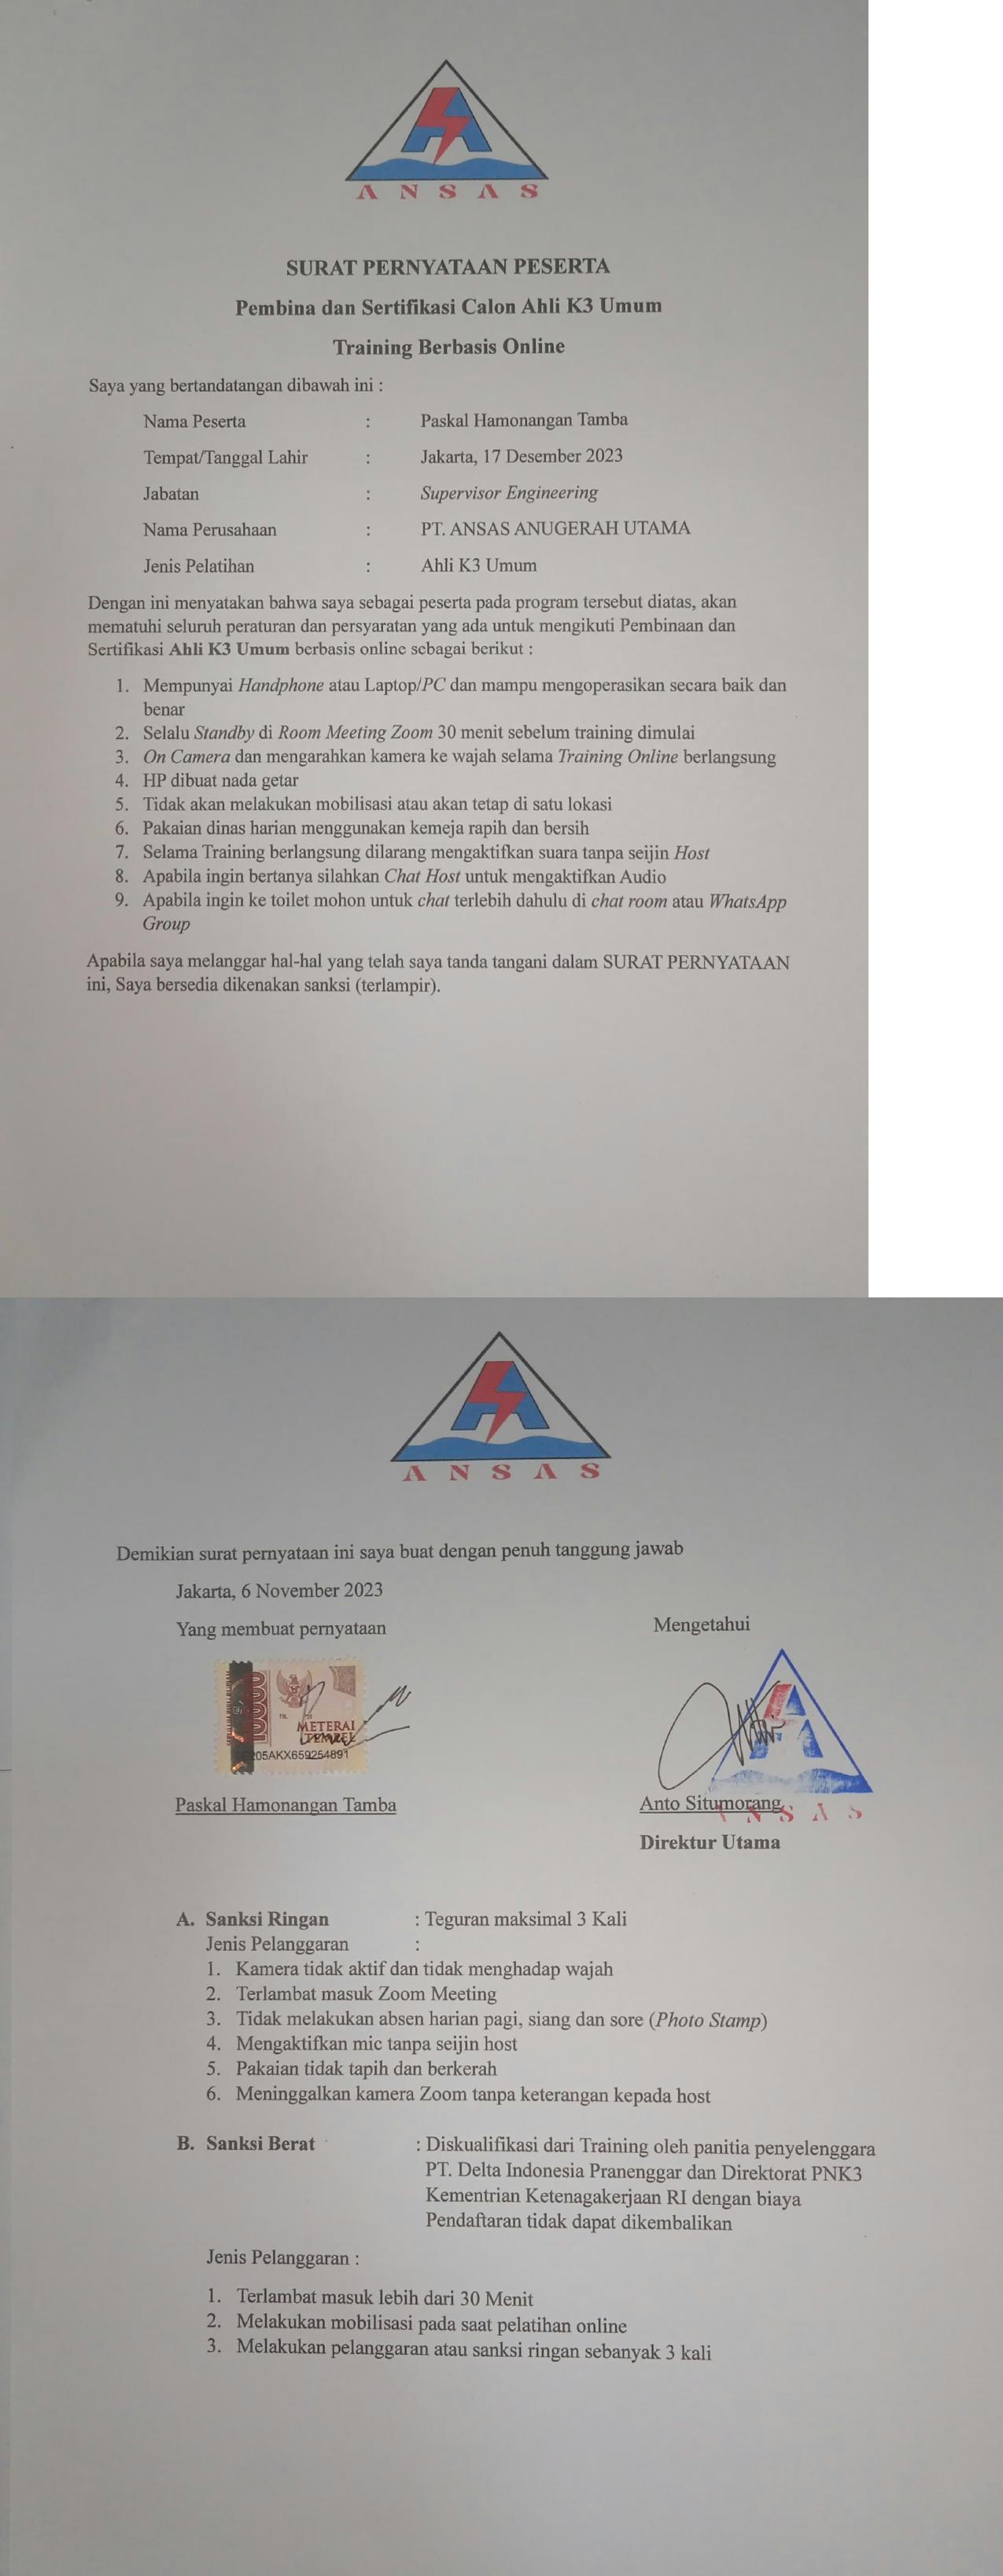 ANSAS
SURAT PERNYATAAN PESERTA
Pembina dan Sertifikasi Calon Ahli K3 Umum
Training Berbasis Online
Saya yang bertandatangan dibawah ini :
Nama Peserta : Paskal Hamonangan Tamba
Tempat/Tanggal Lahir : Jakarta, 17 Desember 2023
Jabatan : Supervisor Engineering
Nama Perusahaan : PT. ANSAS ANUGERAH UTAMA
Jenis Pelatihan : Ahli K3 Umum
Dengan ini menyatakan bahwa saya sebagai peserta pada program tersebut diatas, akan
mematuhi seluruh peraturan dan persyaratan yang ada untuk mengikuti Pembinaan dan
Sertifikasi Ahli K3 Umum berbasis online sebagai berikut :
1. Mempunyai Handphone atau Laptop/PC dan mampu mengoperasikan secara baik dan
benar
2. Selalu Standby di Room Meeting Zoom 30 menit sebelum training dimulai
3. On Camera dan mengarahkan kamera ke wajah selama Training Online berlangsung
4. HP dibuat nada getar
5. Tidak akan melakukan mobilisasi atau akan tetap di satu lokasi
6. Pakaian dinas harian menggunakan kemeja rapih dan bersih
7. Selama Training berlangsung dilarang mengaktifkan suara tanpa seijin Host
8. Apabila ingin bertanya silahkan Chat Host untuk mengaktifkan Audio
9. Apabila ingin ke toilet mohon untuk chat terlebih dahulu di chat room atau WhatsApp
Group
Apabila saya melanggar hal-hal yang telah saya tanda tangani dalam SURAT PERNYATAAN
ini, Saya bersedia dikenakan sanksi (terlampir).
ANSAS
Demikian surat pernyataan ini saya buat dengan penuh tanggung jawab
Jakarta, 6 November 2023
Yang membuat pernyataan Mengetahui
METERAI
TEMPEL
05AKX659254891
Paskal Hamonangan Tamba Anto Situmorang
ANSAS
Direktur Utama
A. Sanksi Ringan : Teguran maksimal 3 Kali
Jenis Pelanggaran :
1. Kamera tidak aktif dan tidak menghadap wajah
2. Terlambat masuk Zoom Meeting
3. Tidak melakukan absen harian pagi, siang dan sore (Photo Stamp)
4. Mengaktifkan mic tanpa seijin host
5. Pakaian tidak tapih dan berkerah
6. Meninggalkan kamera Zoom tanpa keterangan kepada host
B. Sanksi Berat : Diskualifikasi dari Training oleh panitia penyelenggara
PT. Delta Indonesia Pranenggar dan Direktorat PNK3
Kementrian Ketenagakerjaan RI dengan biaya
Pendaftaran tidak dapat dikembalikan
Jenis Pelanggaran :
1. Terlambat masuk lebih dari 30 Menit
2. Melakukan mobilisasi pada saat pelatihan online
3. Melakukan pelanggaran atau sanksi ringan sebanyak 3 kali